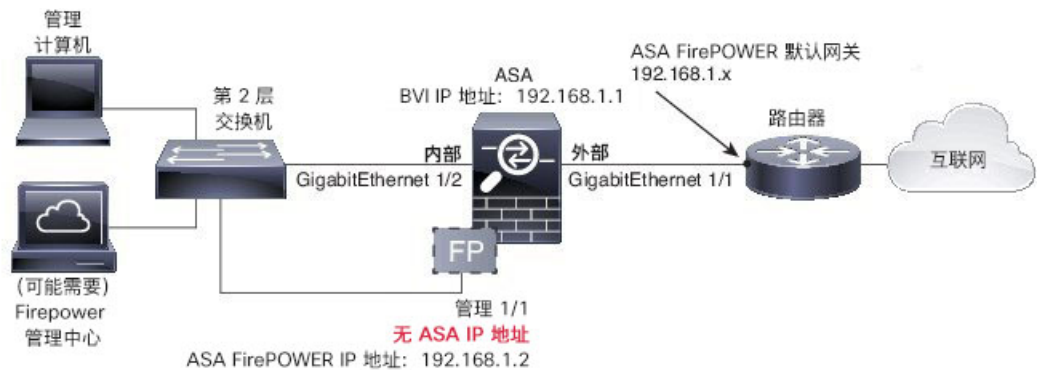 管理
计算机
第 2 层
交换机
ASA
BVI IP 地址：192.168.1.1
ASA FirePOWER 默认网关
192.168.1.x
路由器
互联网
内部
GigabitEthernet 1/2
外部
GigabitEthernet 1/1
FP
(可能需要)
Firepower
管理中心
管理 1/1
无 ASA IP 地址
ASA FirePOWER IP 地址：192.168.1.2